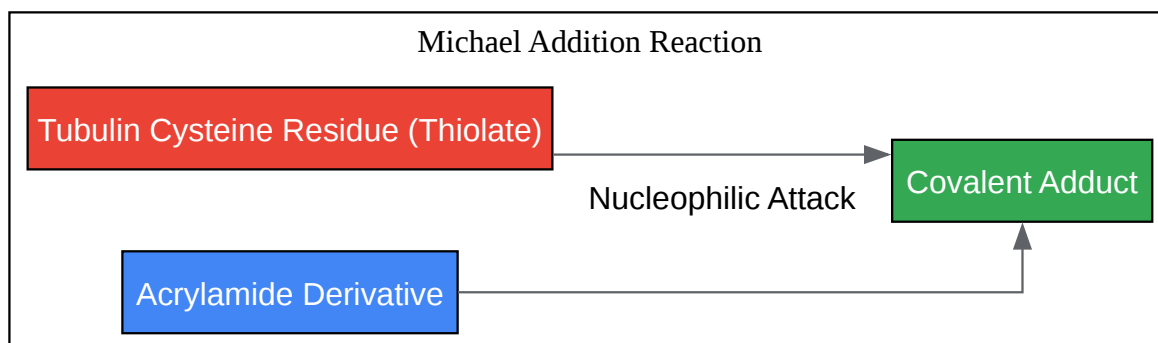 Michael Addition Reaction
Tubulin Cysteine Residue (Thiolate)
Nucleophilic Attack
Covalent Adduct
Acrylamide Derivative